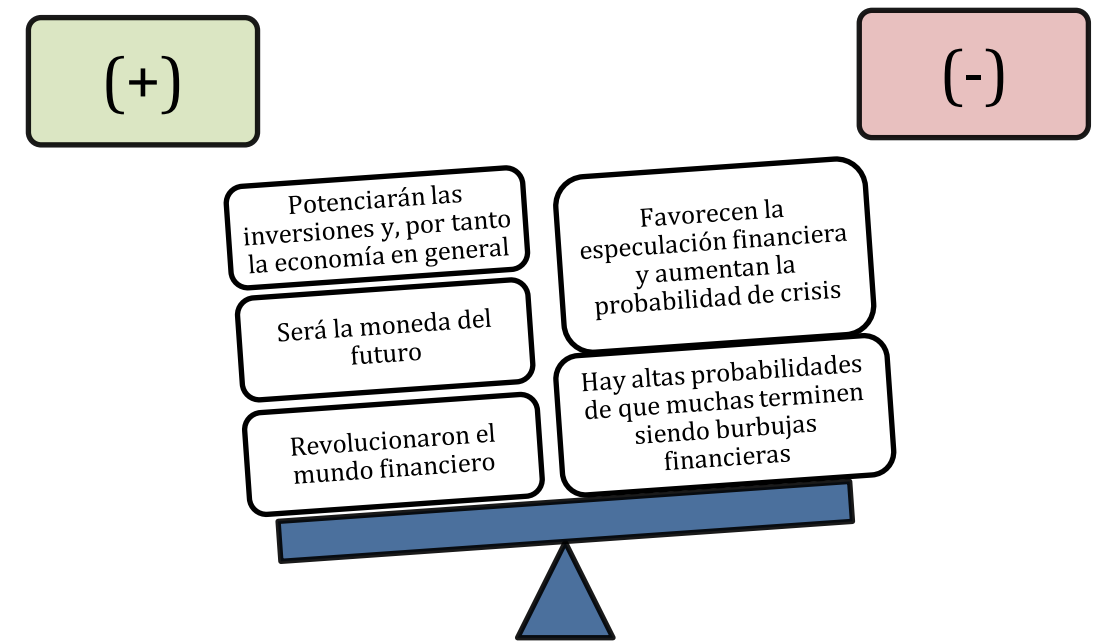 (+)
(-)
Potenciarán las
inversiones y, por tanto
la economía en general
Será la moneda del
futuro
Revolucionaron el
mundo financiero
Favorecen la
especulación financiera
y aumentan la
probabilidad de crisis
Hay altas probabilidades
de que muchas terminen
siendo burbujas
financieras